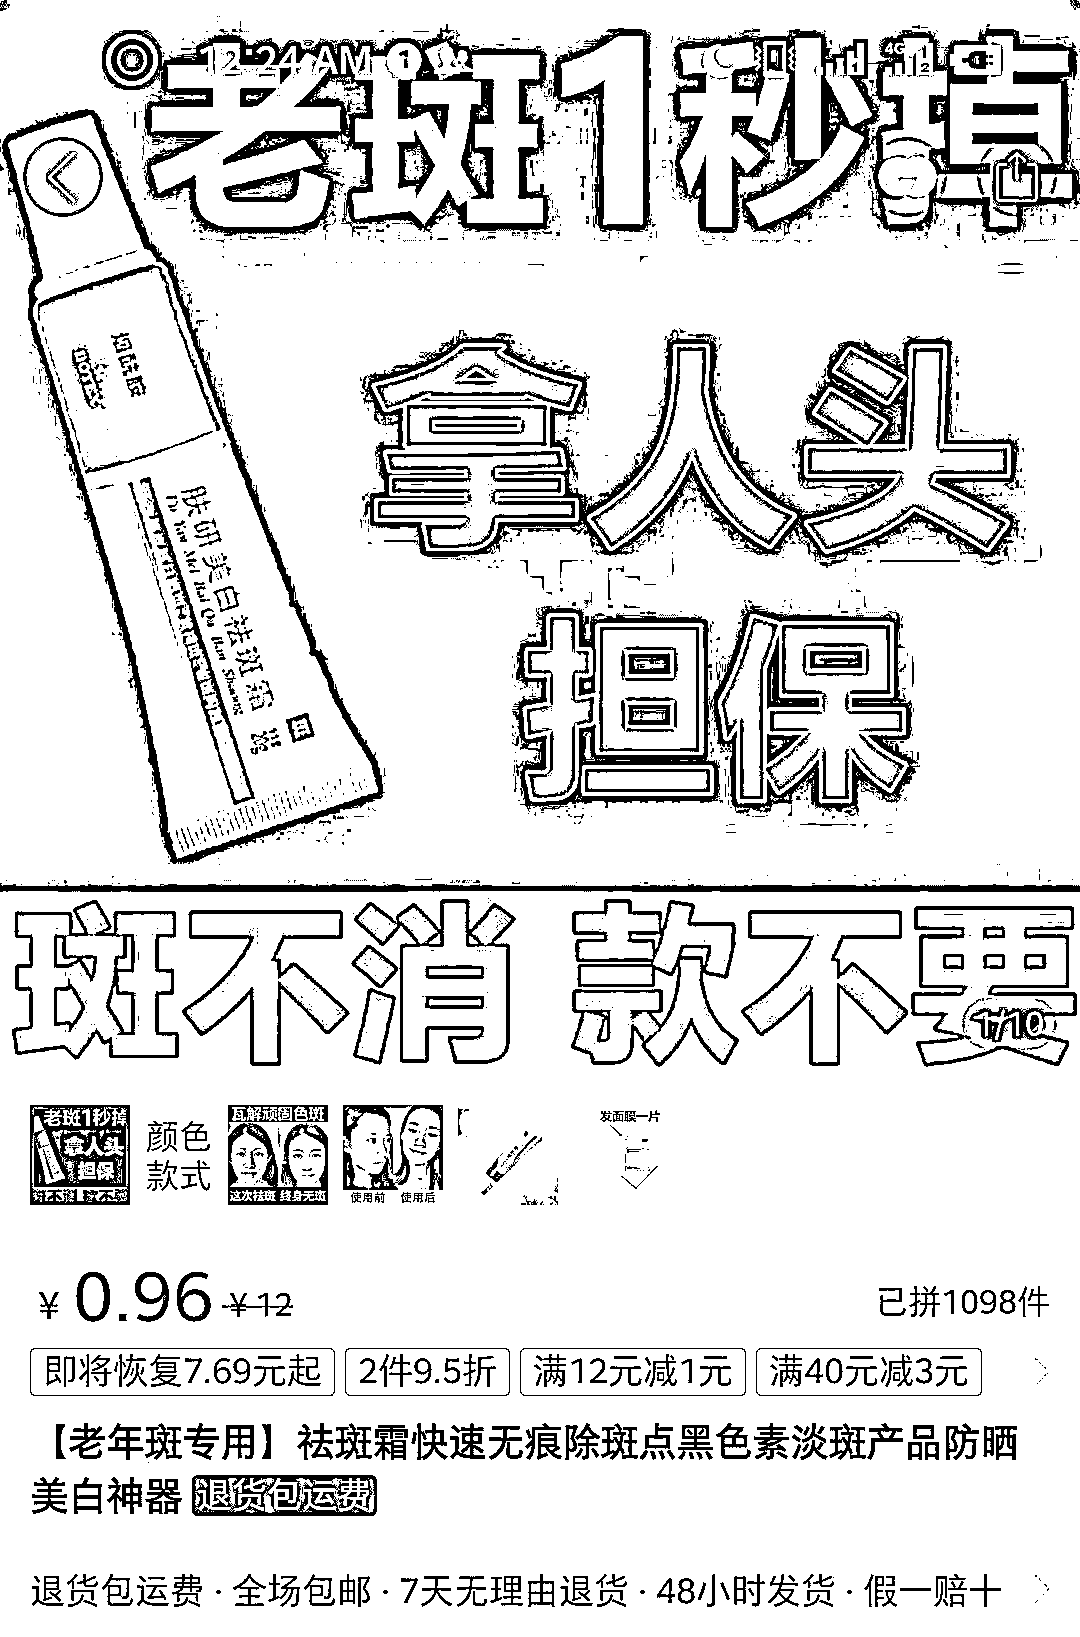 12:24 AM
老斑1秒掉
拿人头
担保
肤研美白祛斑霜
斑不消 款不要
1/10
老斑1秒掉
拿人头
担保
颜色
款式
瓦解顽固色斑
这次祛斑 终身无斑
使用前 使用后
发面膜一片
¥0.96 ¥12
已拼1098件
即将恢复7.69元起 2件9.5折 满12元减1元 满40元减3元
【老年斑专用】祛斑霜快速无痕除斑点黑色素淡斑产品防晒
美白神器 退货包运费
退货包运费 · 全场包邮 · 7天无理由退货 · 48小时发货 · 假一赔十